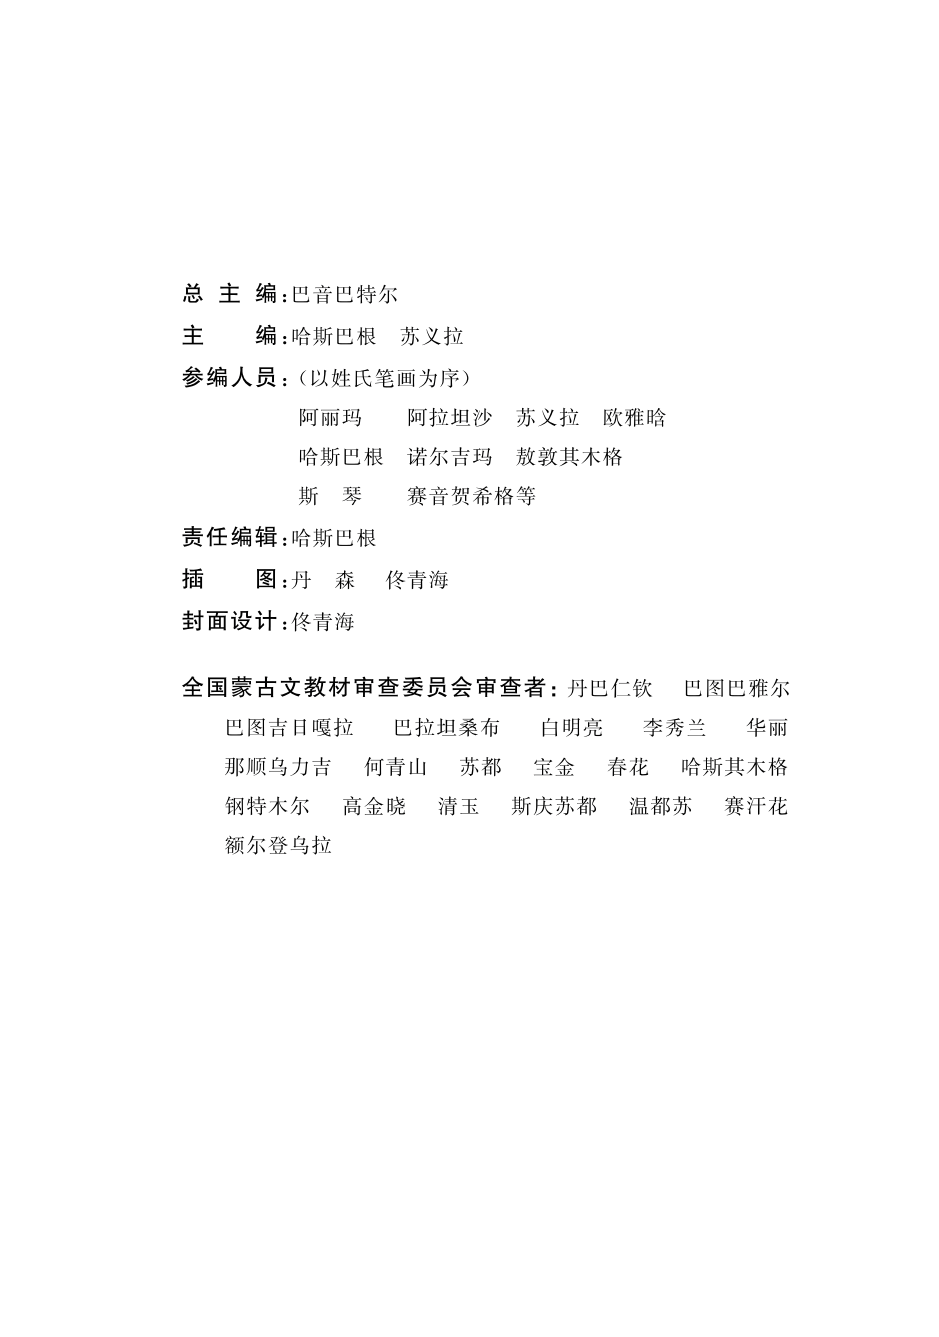 总 主 编:巴音巴特尔
主　　编:哈斯巴根　苏义拉
参编人员:（以姓氏笔画为序）
阿丽玛　　阿拉坦沙　苏义拉　欧雅晗
哈斯巴根　诺尔吉玛　敖敦其木格
斯　琴　　赛音贺希格等
责任编辑:哈斯巴根
插　　图:丹　森　佟青海
封面设计:佟青海
全国蒙古文教材审查委员会审查者: 丹巴仁钦　巴图巴雅尔
巴图吉日嘎拉　巴拉坦桑布　白明亮　李秀兰　华丽
那顺乌力吉　何青山　苏都　宝金　春花　哈斯其木格
钢特木尔　高金晓　清玉　斯庆苏都　温都苏　赛汗花
额尔登乌拉